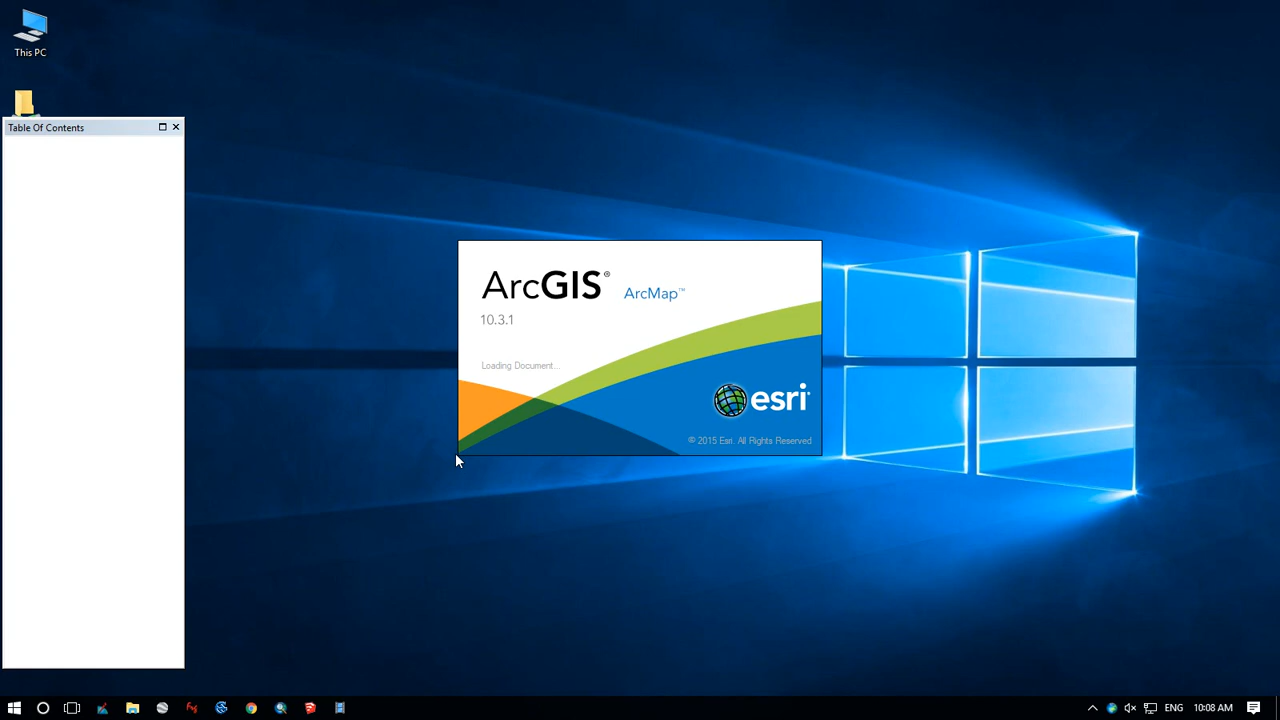 This PC
Table Of Contents
ArcGIS® ArcMap™
10.3.1
Loading Document...
esri
© 2015 Esri. All Rights Reserved
ENG 10:08 AM